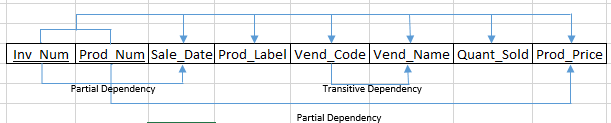 Inv_Num Prod_Num Sale_Date Prod_Label Vend_Code Vend_Name Quant_Sold Prod_Price
Partial Dependency Transitive Dependency
Partial Dependency